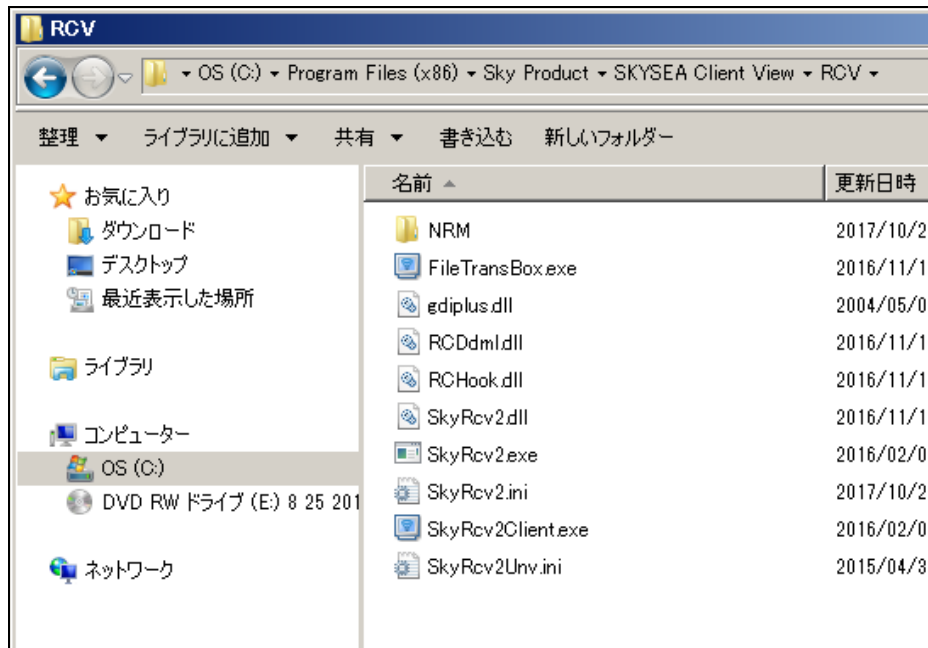 RCV
OS (C:) Program Files (x86) Sky Product SKYSEA Client View RCV
整理 ライブラリに追加 共有 書き込む 新しいフォルダー
お気に入り
ダウンロード
デスクトップ
最近表示した場所
ライブラリ
コンピューター
OS (C:)
DVD RW ドライブ (E:) 8 25 201
ネットワーク
名前 更新日時
NRM 2017/10/2
FileTransBox.exe 2016/11/1
gdiplus.dll 2004/05/0
RCDdml.dll 2016/11/1
RCHook.dll 2016/11/1
SkyRcv2.dll 2016/11/1
SkyRcv2.exe 2016/02/0
SkyRcv2.ini 2017/10/2
SkyRcv2Client.exe 2016/02/0
SkyRcv2Unv.ini 2015/04/3